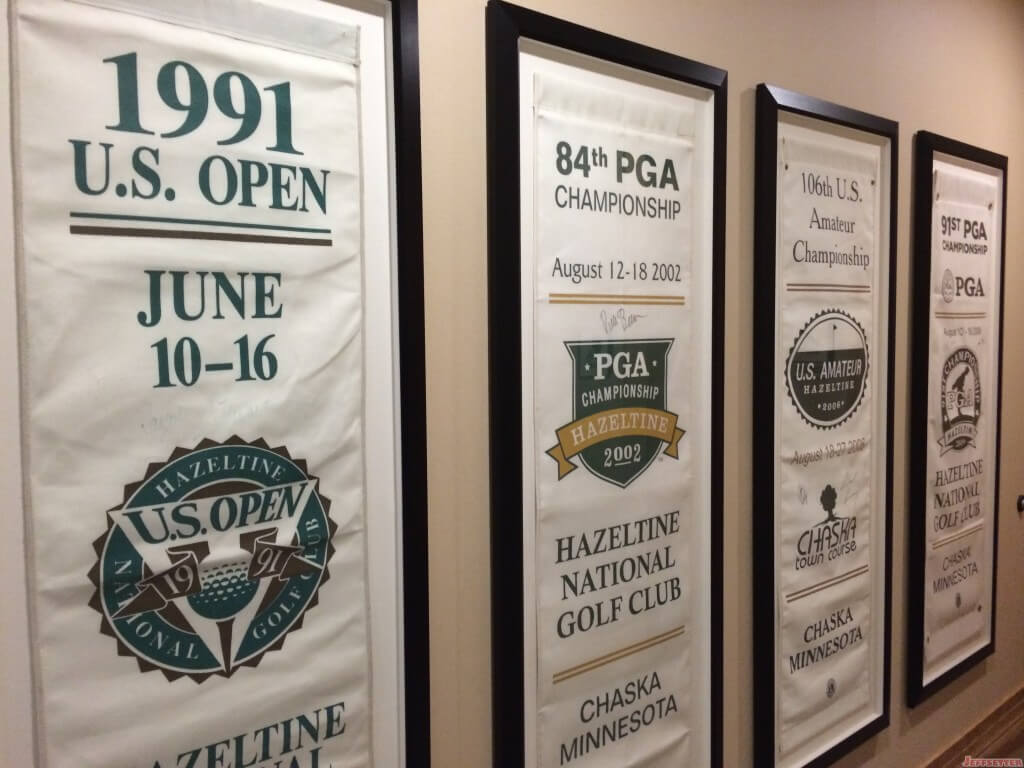 1991
U.S. OPEN
JUNE
10-16
HAZELTINE
U.S. OPEN
19 91
NATIONAL
GOLF CLUB
HAZELTINE
84th PGA
CHAMPIONSHIP
August 12-18 2002
PGA
CHAMPIONSHIP
HAZELTINE
2002
HAZELTINE
NATIONAL
GOLF CLUB
CHASKA
MINNESOTA
106th U.S.
Amateur
Championship
U.S. AMATEUR
HAZELTINE
•2006•
CHASKA
town course
CHASKA
MINNESOTA
91ST PGA
CHAMPIONSHIP
PGA
HAZELTINE
HAZELTINE
NATIONAL
GOLF CLUB
CHASKA
MINNESOTA
JEFFSETTER